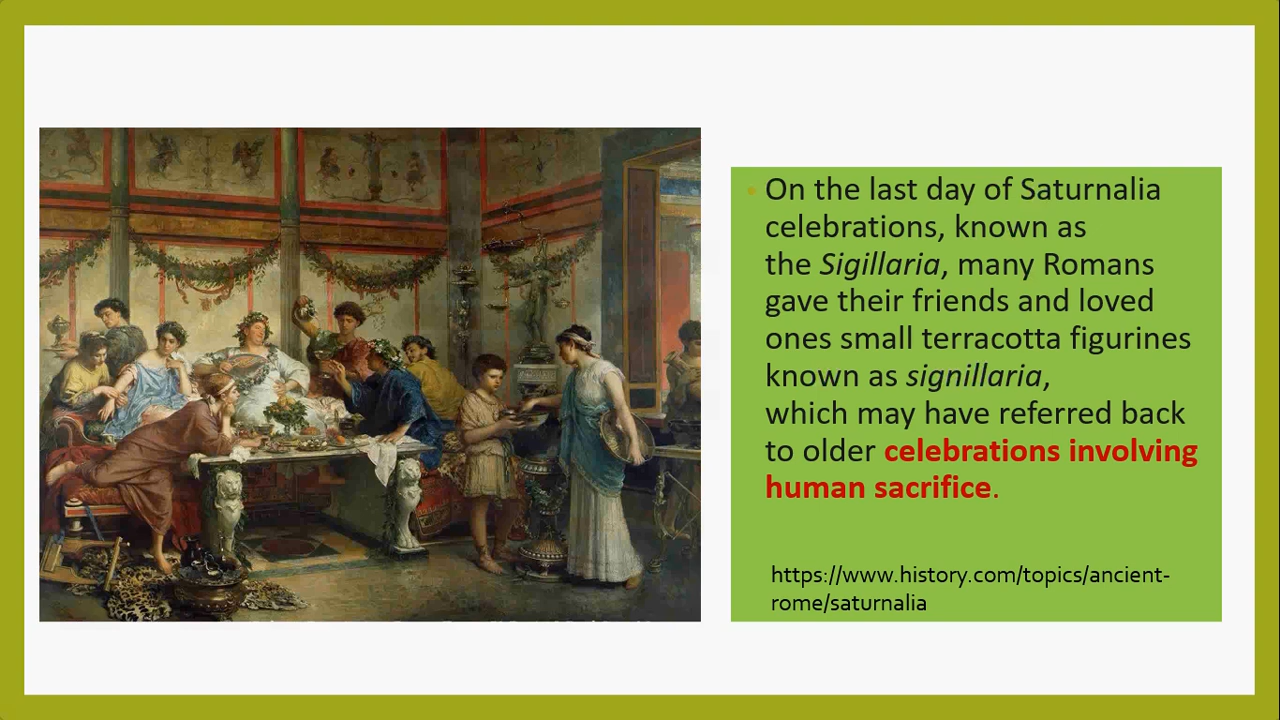 • On the last day of Saturnalia
celebrations, known as
the Sigillaria, many Romans
gave their friends and loved
ones small terracotta figurines
known as signillaria,
which may have referred back
to older celebrations involving
human sacrifice.
https://www.history.com/topics/ancient-
rome/saturnalia